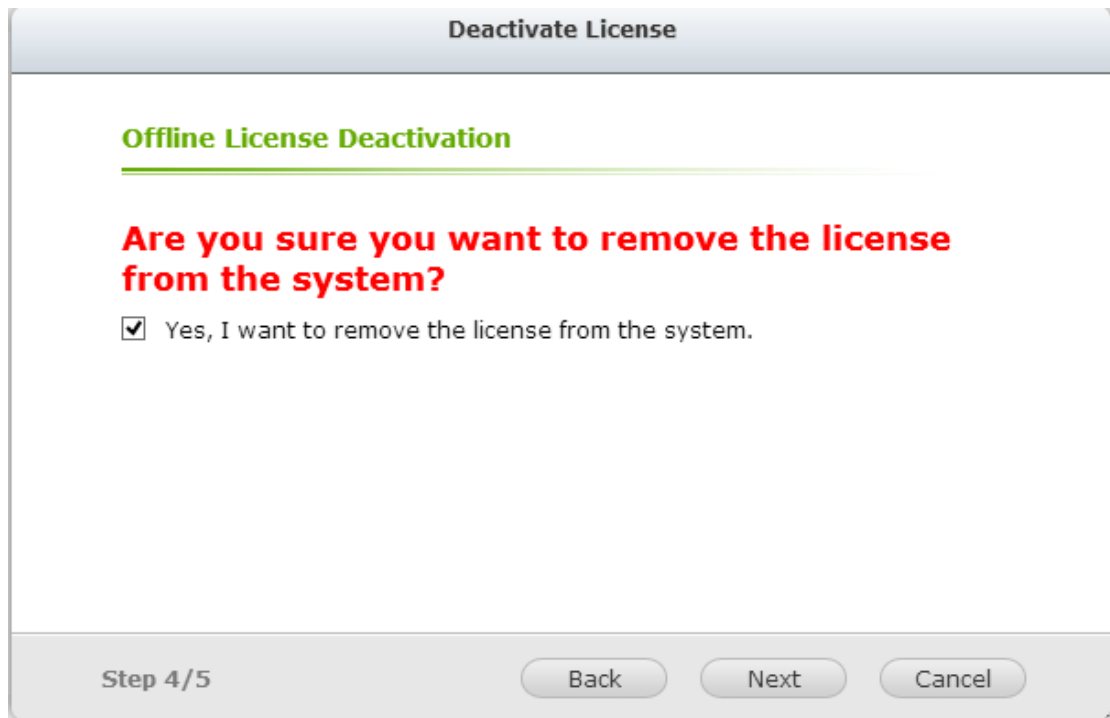 Deactivate License
Offline License Deactivation
Are you sure you want to remove the license
from the system?
Yes, I want to remove the license from the system.
Step 4/5
Back
Next
Cancel